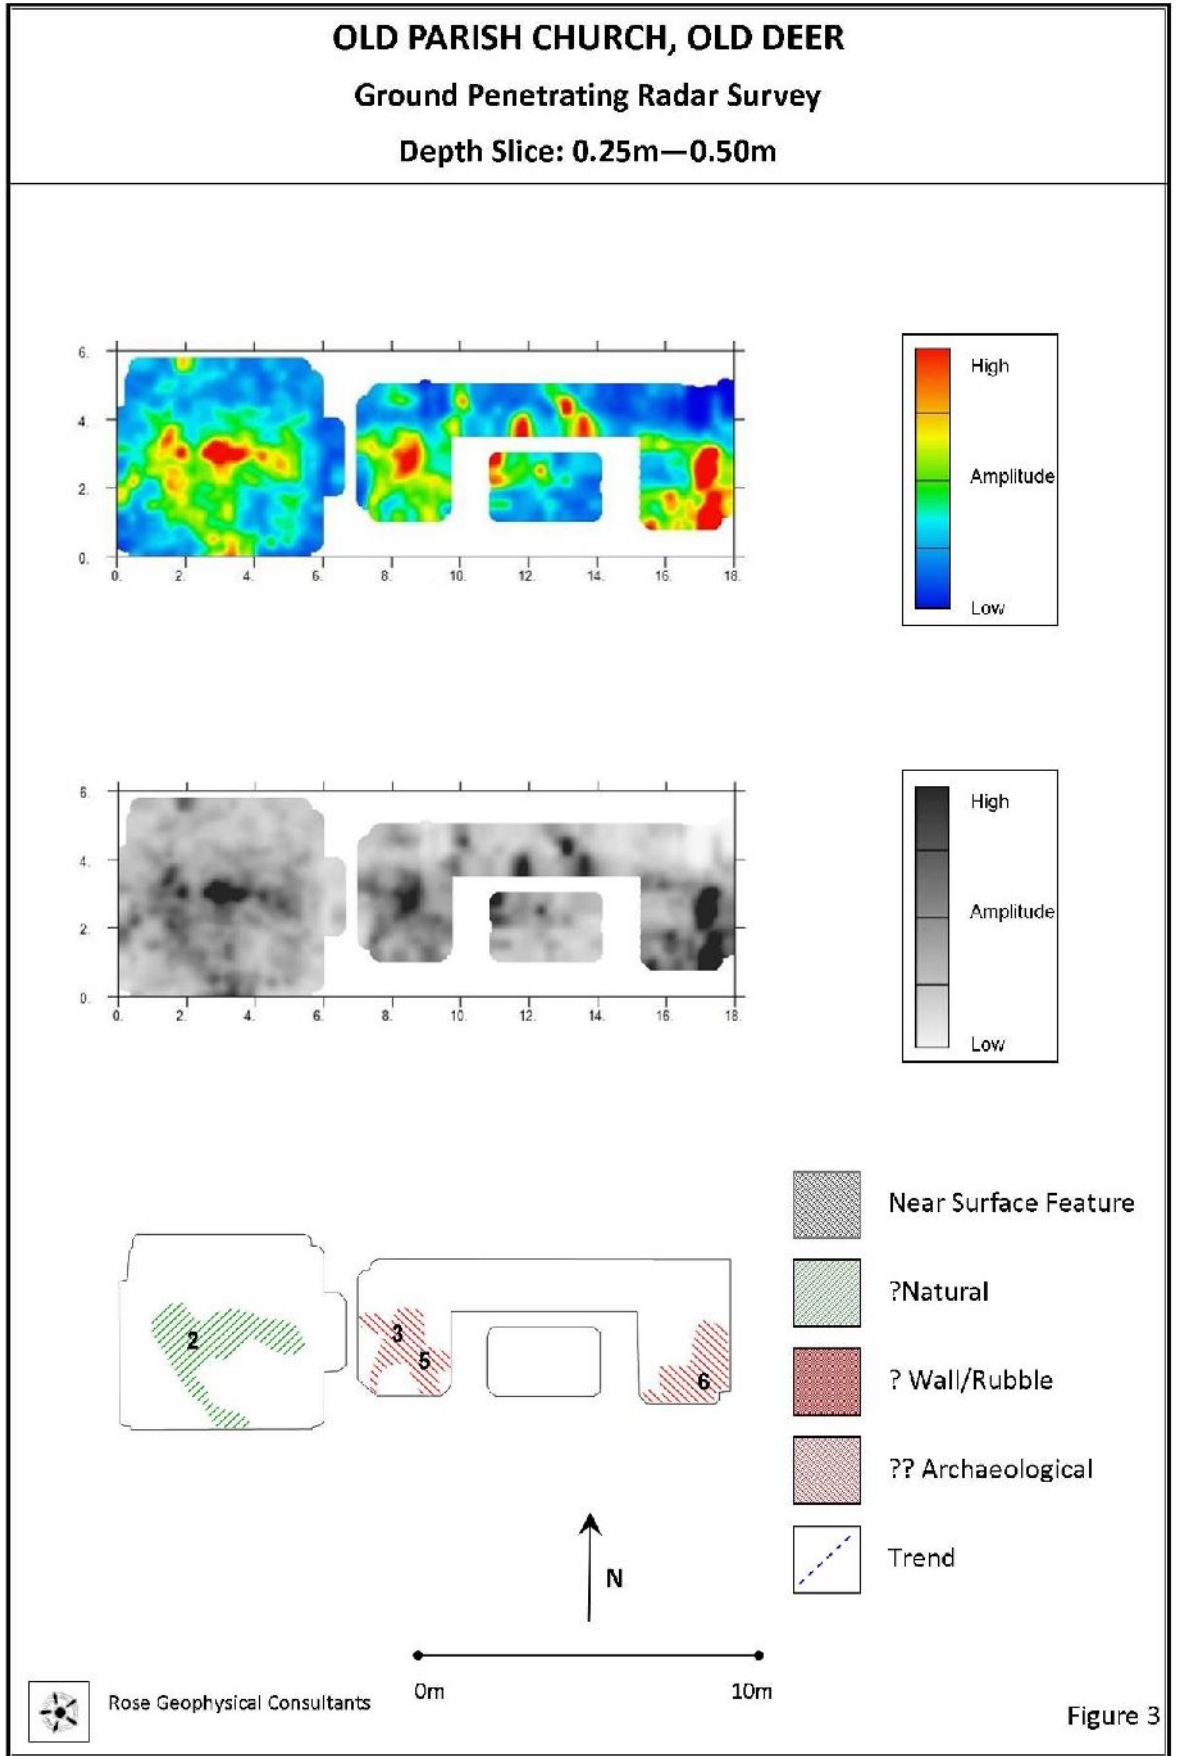 OLD PARISH CHURCH, OLD DEER
Ground Penetrating Radar Survey
Depth Slice: 0.25m—0.50m
6.
4.
2.
0.
0. 2. 4. 6. 8. 10. 12. 14. 16. 18.
High
Amplitude
Low
6.
4.
2.
0.
0. 2. 4. 6. 8. 10. 12. 14. 16. 18.
High
Amplitude
Low
2
3
5
6
Near Surface Feature
?Natural
? Wall/Rubble
?? Archaeological
Trend
N
0m 10m
Rose Geophysical Consultants
Figure 3